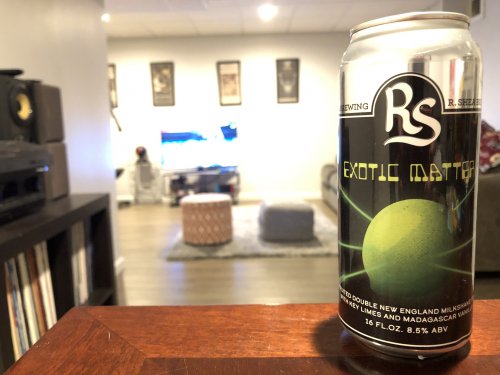 RS
BREWING
R. SHEA
EXOTIC MATTER
DOUBLE NEW ENGLAND MILKSHAKE
KEY LIMES AND MADAGASCAR VANIL
16 FL.OZ. 8.5% ABV